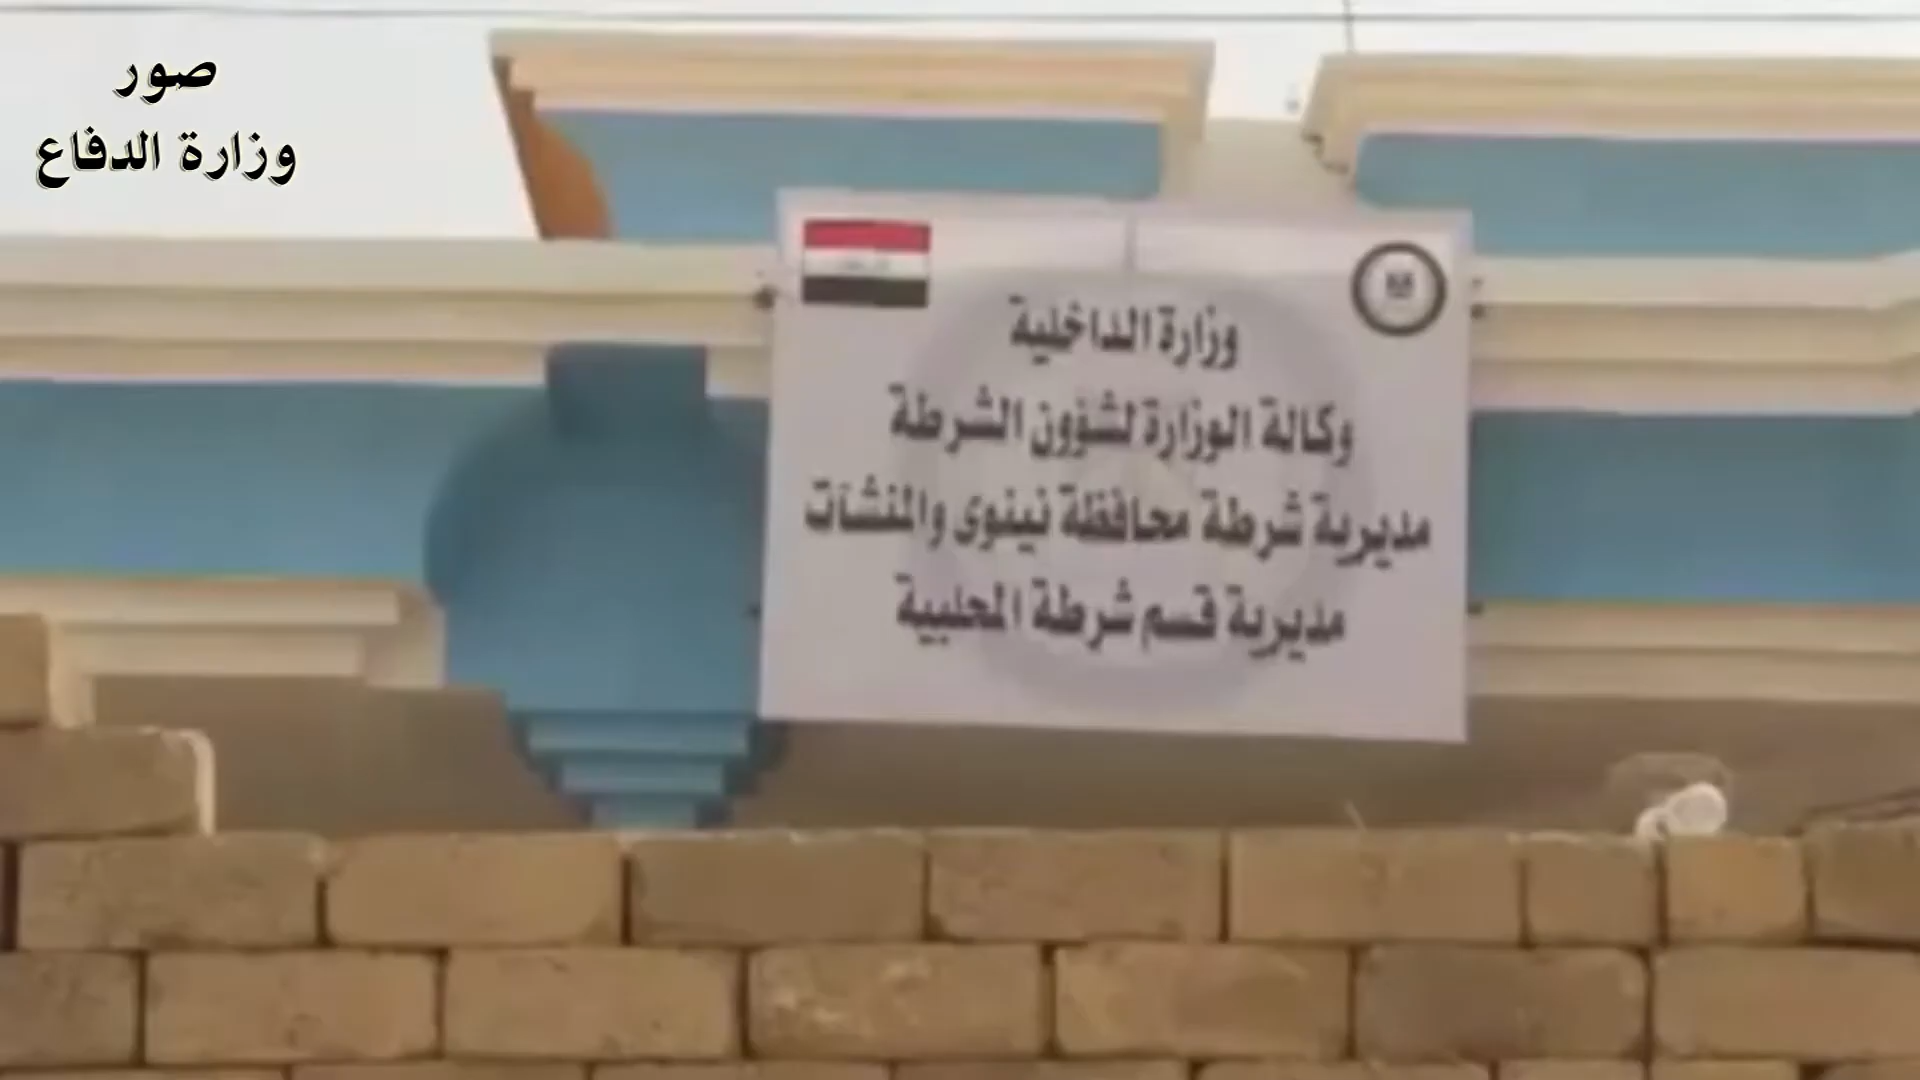 صور
وزارة الدفاع
وزارة الداخلية
وكالة الوزارة لشؤون الشرطة
مديرية شرطة محافظة نينوى والمنشآت
مديرية قسم شرطة المحلبية